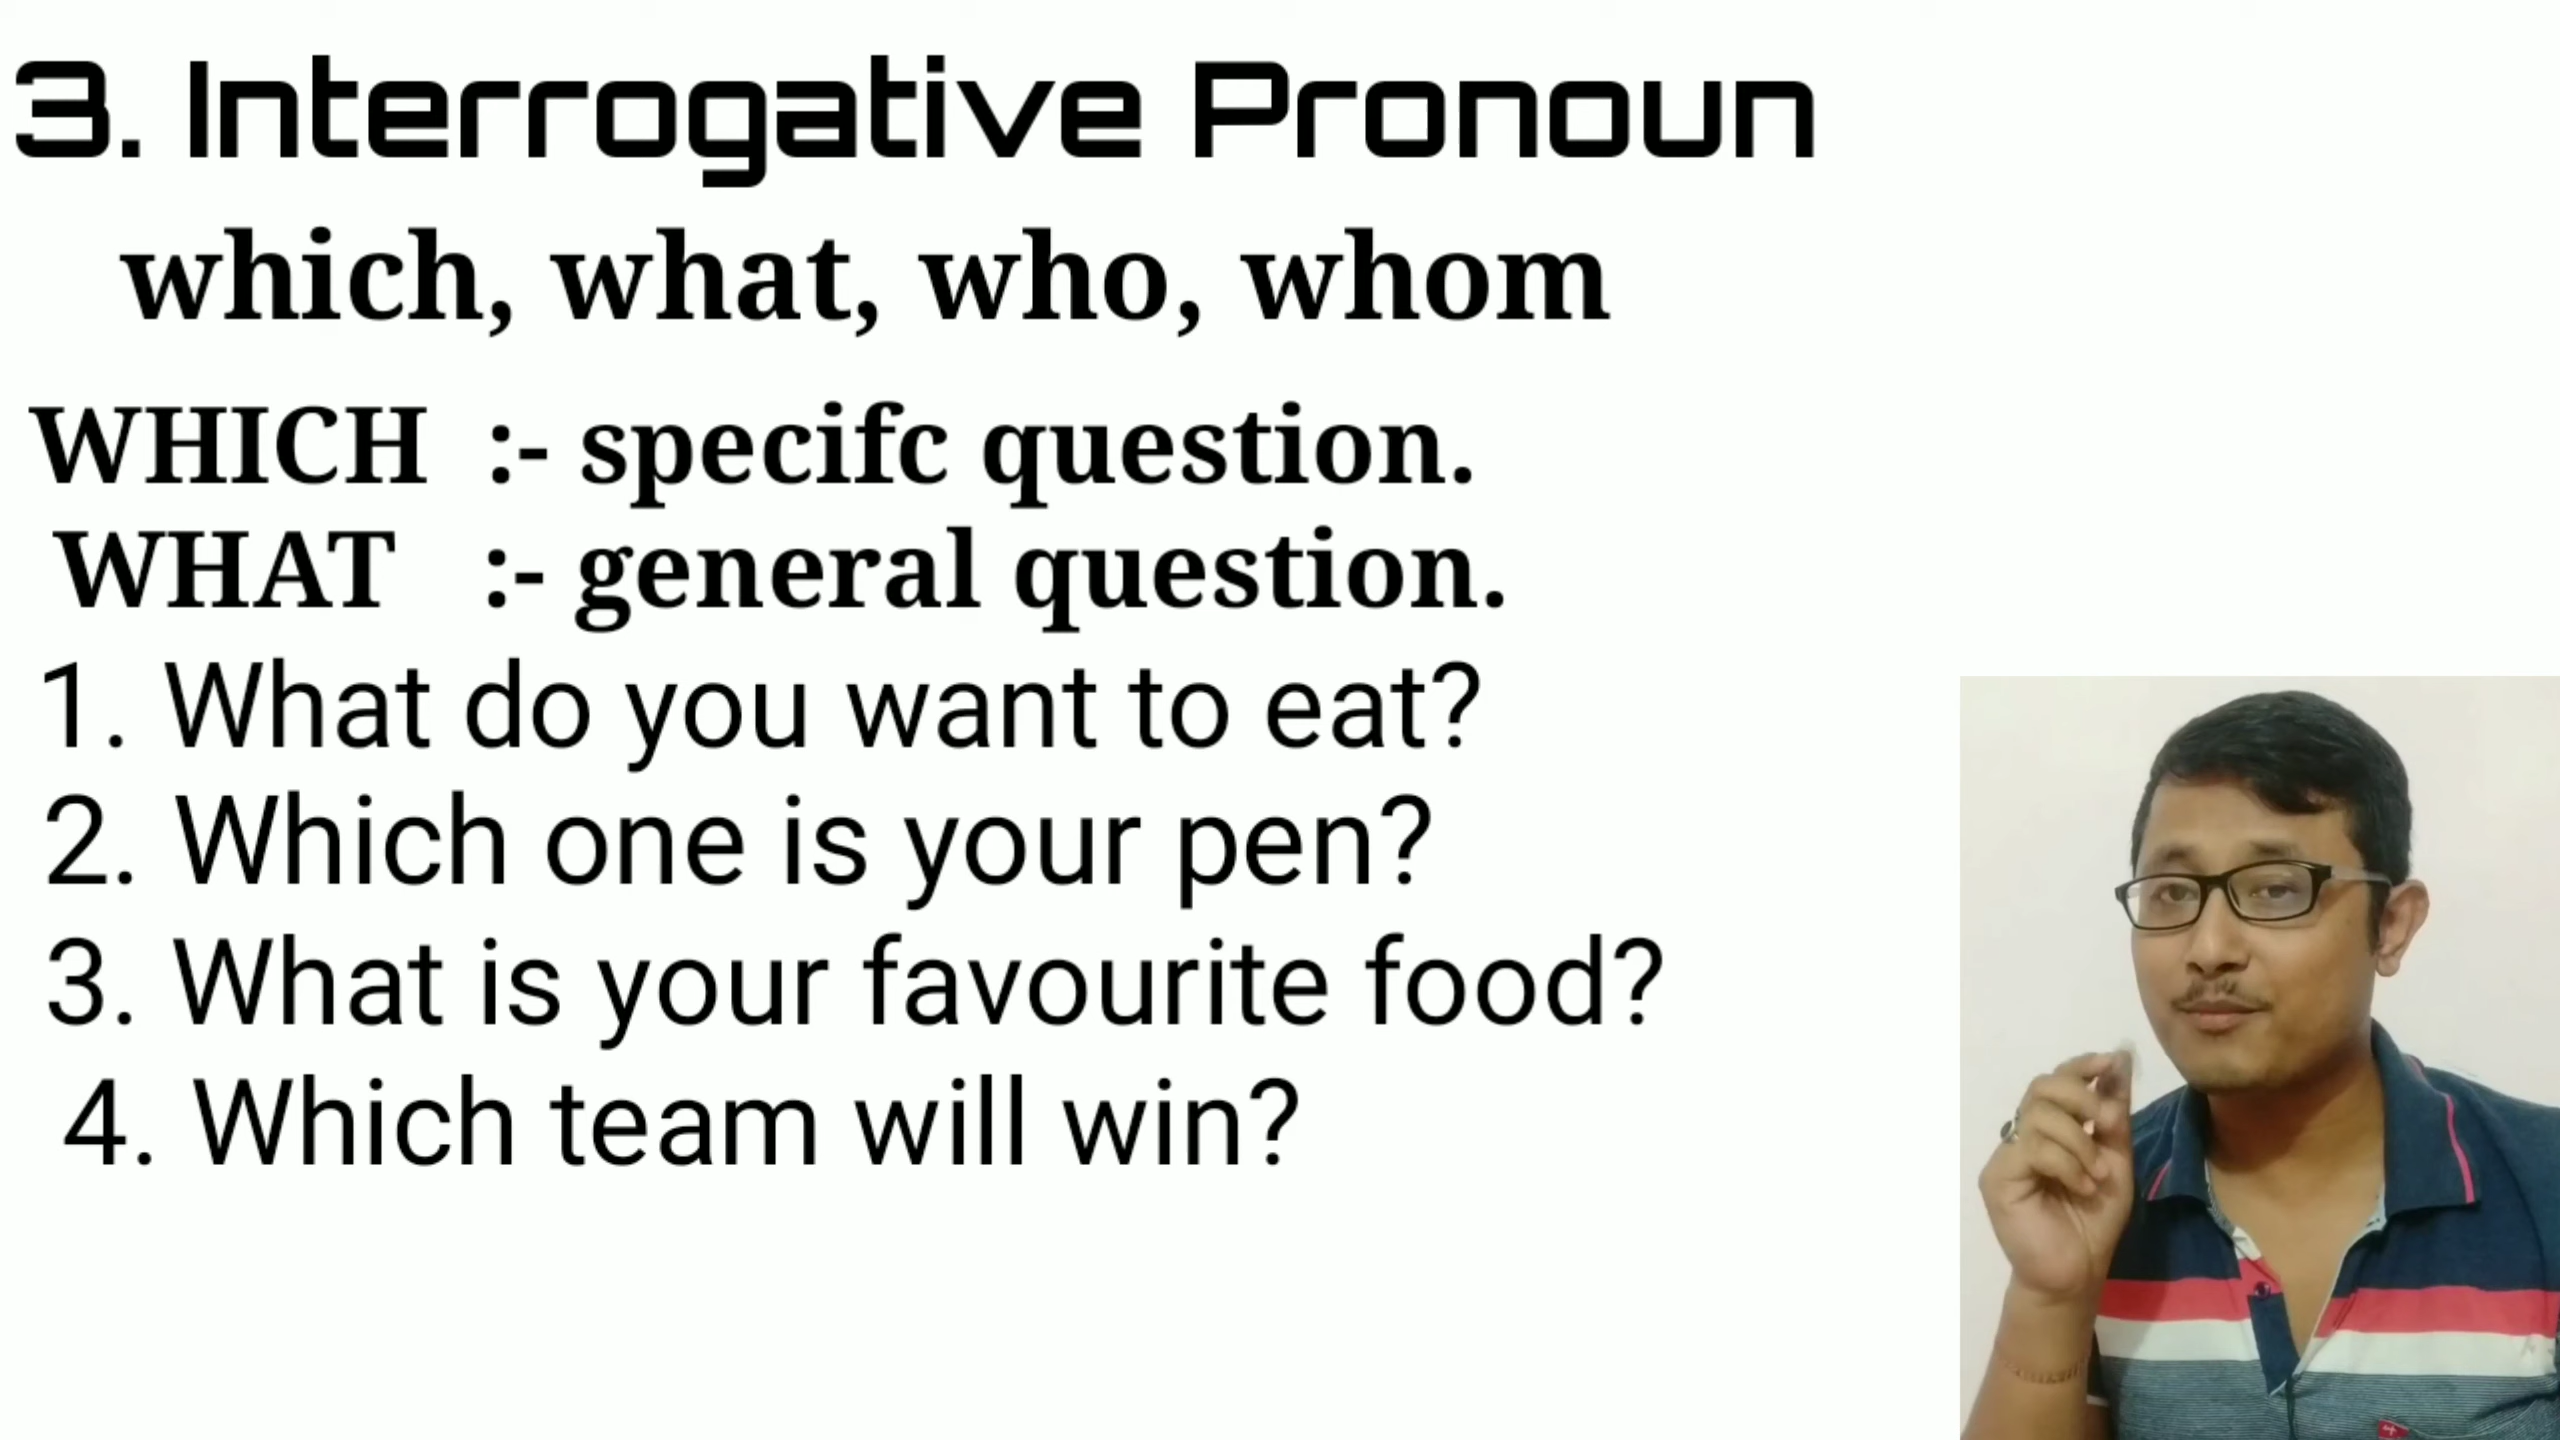 3. Interrogative Pronoun
which, what, who, whom
WHICH :- specifc question.
WHAT :- general question.
1. What do you want to eat?
2. Which one is your pen?
3. What is your favourite food?
4. Which team will win?